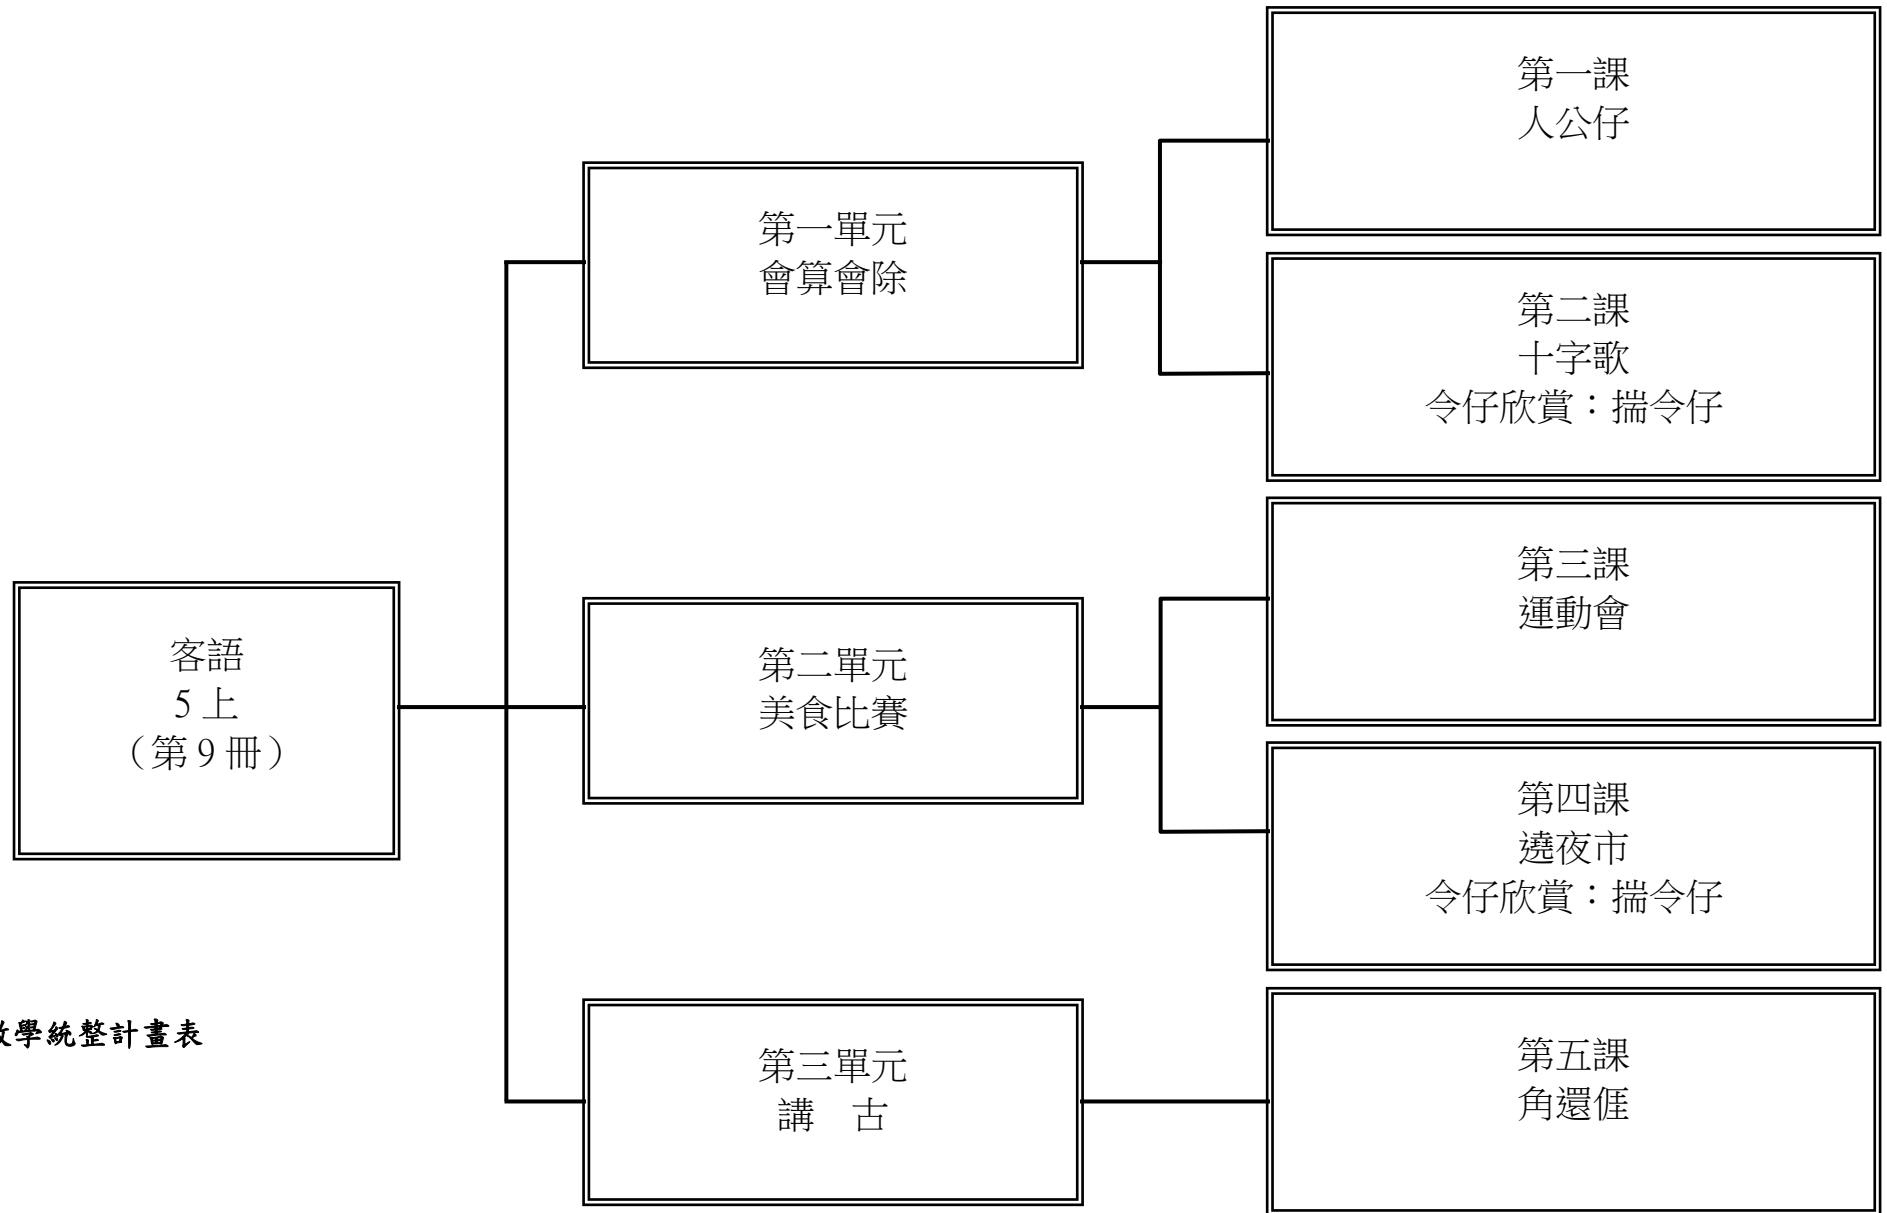 客語
5 上
（第 9 冊）
第一單元
會算會除
第一課
人公仔
第二課
十字歌
令仔欣賞：揣令仔
第二單元
美食比賽
第三課
運動會
第四課
遶夜市
令仔欣賞：揣令仔
第三單元
講　古
第五課
角還𠊎
學統整計畫表